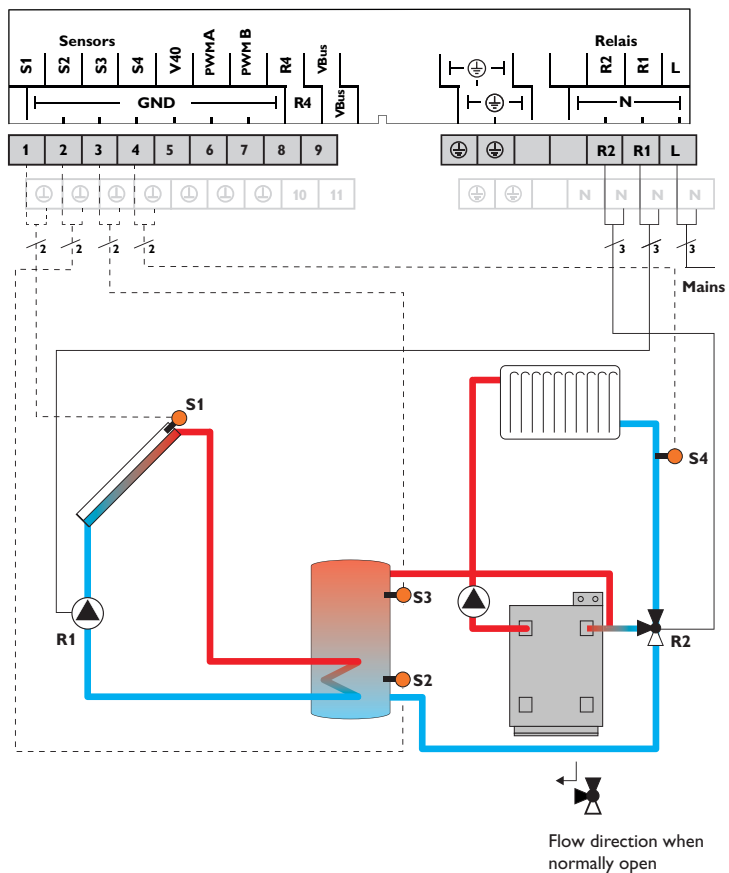 Sensors
Relais
S1 S2 S3 S4 V40 PWM A PWM B R4 VBus
R2 R1 L
GND R4 VBus
N
1 2 3 4 5 6 7 8 9
R2 R1 L
10 11
N N N N
2 2 2 2
3 3 3
Mains
S1
S4
S3
R1
R2
S2
Flow direction when
normally open